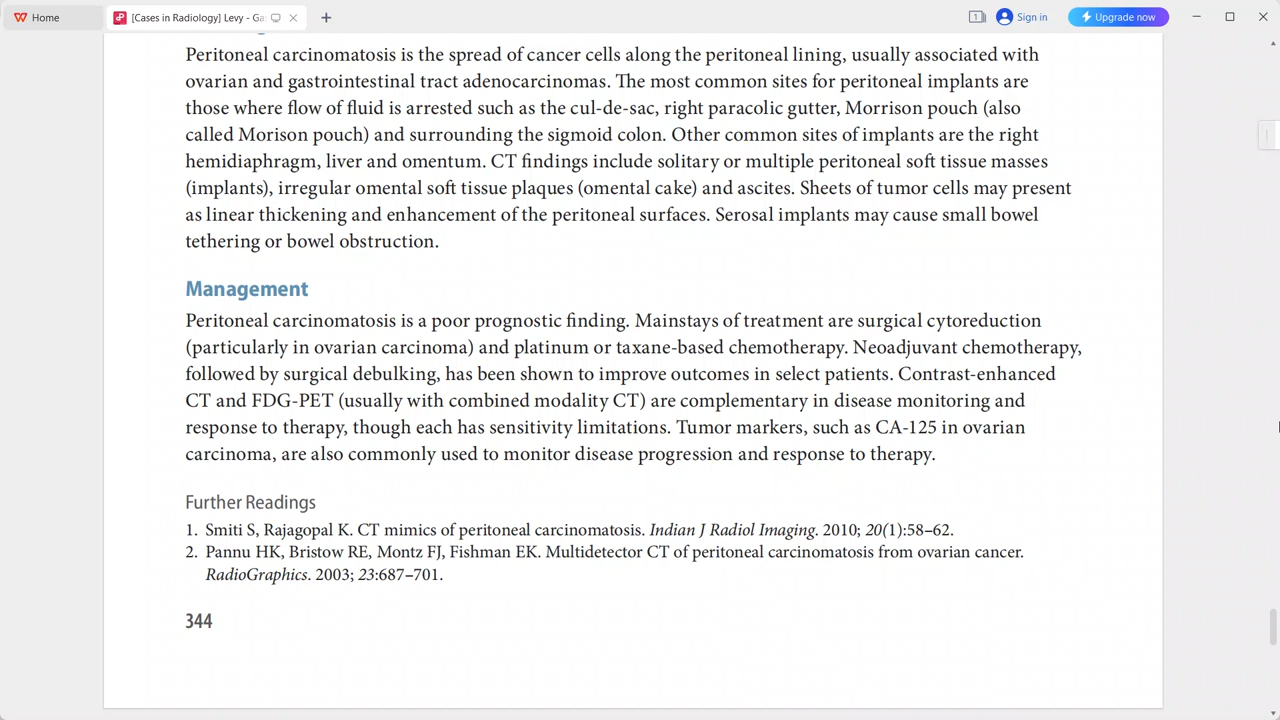 Home
[Cases in Radiology] Levy - Ga
1
Sign in
Upgrade now
Peritoneal carcinomatosis is the spread of cancer cells along the peritoneal lining, usually associated with
ovarian and gastrointestinal tract adenocarcinomas. The most common sites for peritoneal implants are
those where flow of fluid is arrested such as the cul-de-sac, right paracolic gutter, Morrison pouch (also
called Morison pouch) and surrounding the sigmoid colon. Other common sites of implants are the right
hemidiaphragm, liver and omentum. CT findings include solitary or multiple peritoneal soft tissue masses
(implants), irregular omental soft tissue plaques (omental cake) and ascites. Sheets of tumor cells may present
as linear thickening and enhancement of the peritoneal surfaces. Serosal implants may cause small bowel
tethering or bowel obstruction.
Management
Peritoneal carcinomatosis is a poor prognostic finding. Mainstays of treatment are surgical cytoreduction
(particularly in ovarian carcinoma) and platinum or taxane-based chemotherapy. Neoadjuvant chemotherapy,
followed by surgical debulking, has been shown to improve outcomes in select patients. Contrast-enhanced
CT and FDG-PET (usually with combined modality CT) are complementary in disease monitoring and
response to therapy, though each has sensitivity limitations. Tumor markers, such as CA-125 in ovarian
carcinoma, are also commonly used to monitor disease progression and response to therapy.
Further Readings
1. Smiti S, Rajagopal K. CT mimics of peritoneal carcinomatosis. Indian J Radiol Imaging. 2010; 20(1):58–62.
2. Pannu HK, Bristow RE, Montz FJ, Fishman EK. Multidetector CT of peritoneal carcinomatosis from ovarian cancer.
RadioGraphics. 2003; 23:687–701.
344